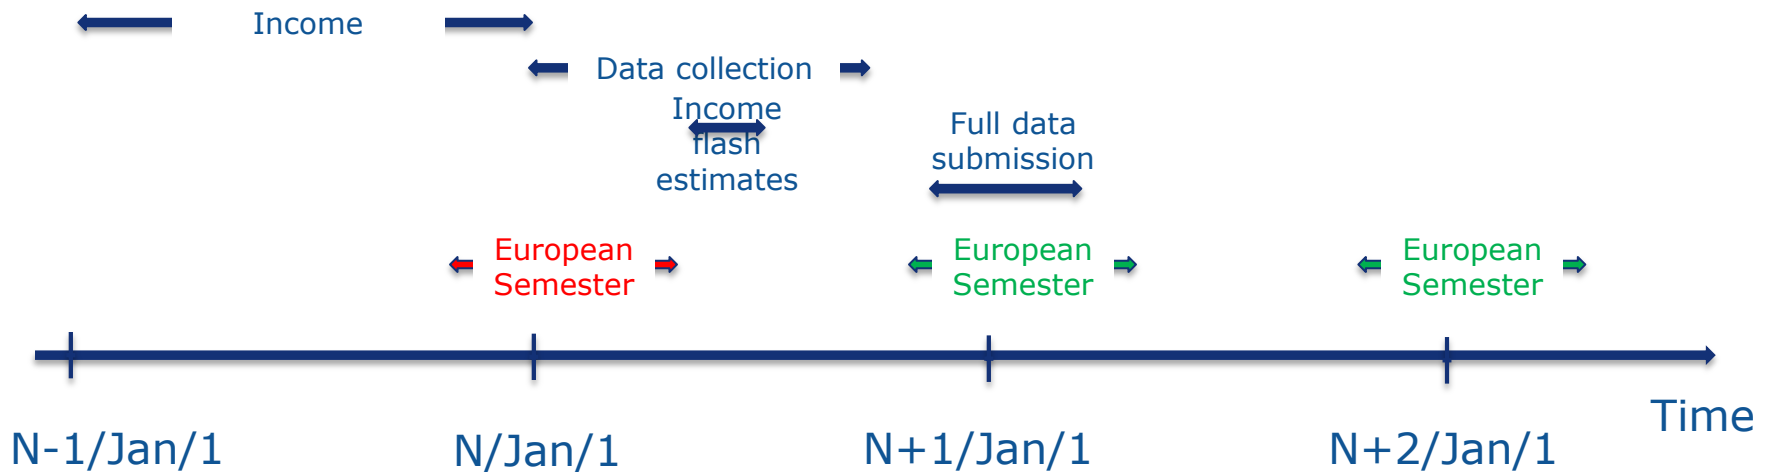 Income
Data collection
Income
flash
estimates
Full data
submission
European
Semester
European
Semester
European
Semester
Time
N-1/Jan/1
N/Jan/1
N+1/Jan/1
N+2/Jan/1